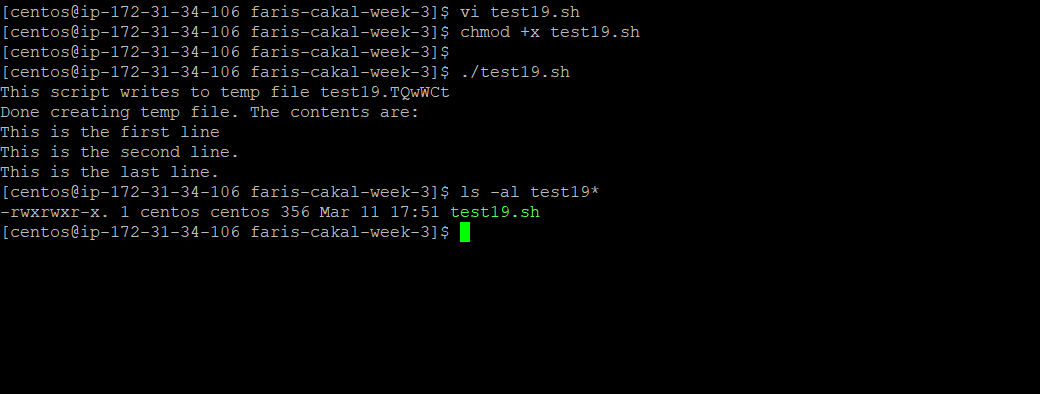 [centos@ip-172-31-34-106 faris-cakal-week-3]$ vi test19.sh
[centos@ip-172-31-34-106 faris-cakal-week-3]$ chmod +x test19.sh
[centos@ip-172-31-34-106 faris-cakal-week-3]$
[centos@ip-172-31-34-106 faris-cakal-week-3]$ ./test19.sh
This script writes to temp file test19.TQwWCt
Done creating temp file. The contents are:
This is the first line
This is the second line.
This is the last line.
[centos@ip-172-31-34-106 faris-cakal-week-3]$ ls -al test19*
-rwxrwxr-x. 1 centos centos 356 Mar 11 17:51 test19.sh
[centos@ip-172-31-34-106 faris-cakal-week-3]$